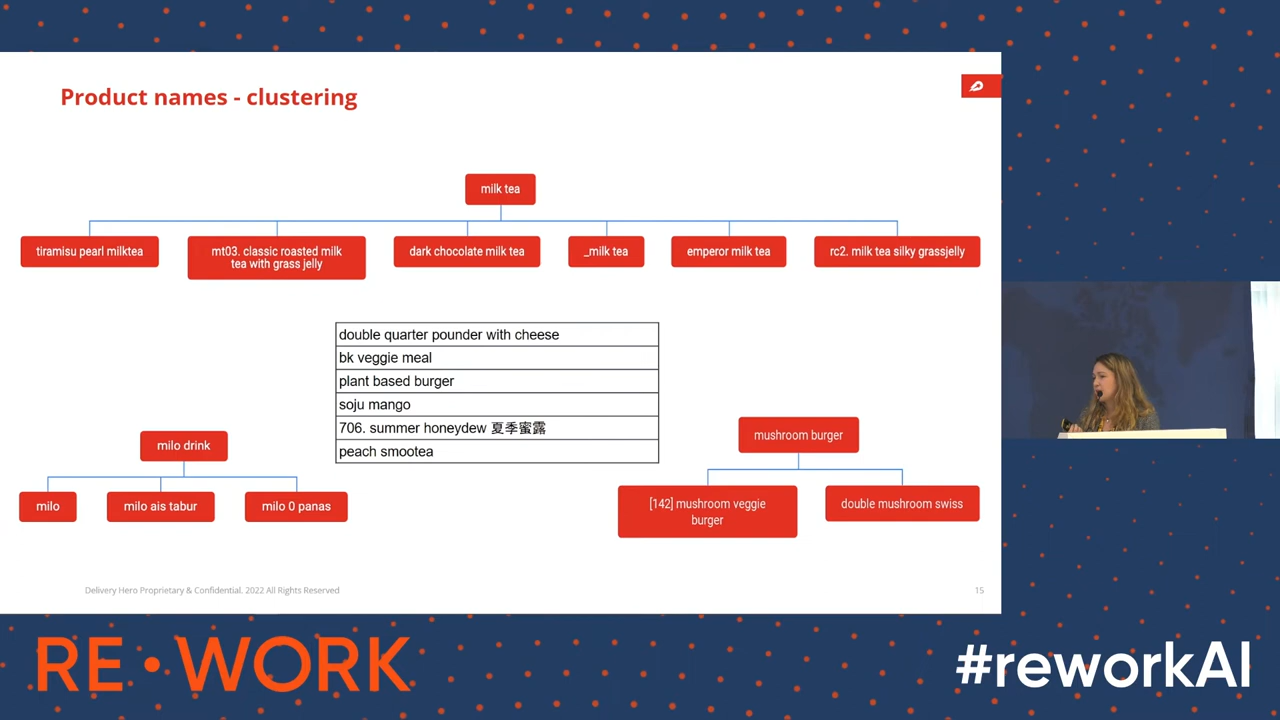 Product names - clustering
milk tea
tiramisu pearl milktea
mt03. classic roasted milk
tea with grass jelly
dark chocolate milk tea
_milk tea
emperor milk tea
rc2. milk tea silky grassjelly
double quarter pounder with cheese
bk veggie meal
plant based burger
soju mango
706. summer honeydew 夏季蜜露
peach smootea
milo drink
milo
milo ais tabur
milo 0 panas
mushroom burger
[142] mushroom veggie
burger
double mushroom swiss
Delivery Hero Proprietary & Confidential. 2022 All Rights Reserved
15
RE•WORK
#reworkAI